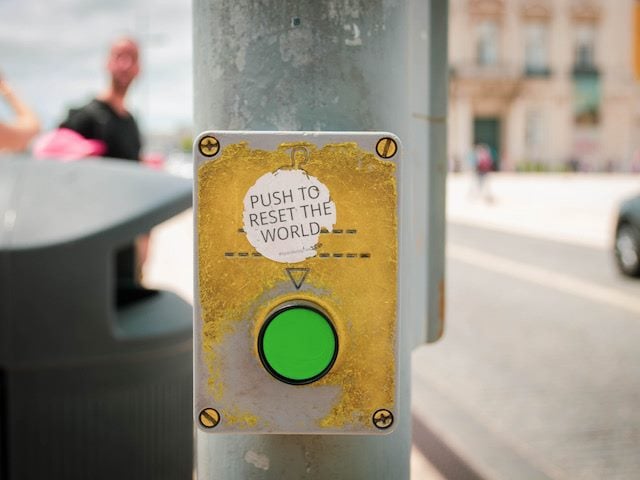 PUSH TO
RESET THE
WORLD